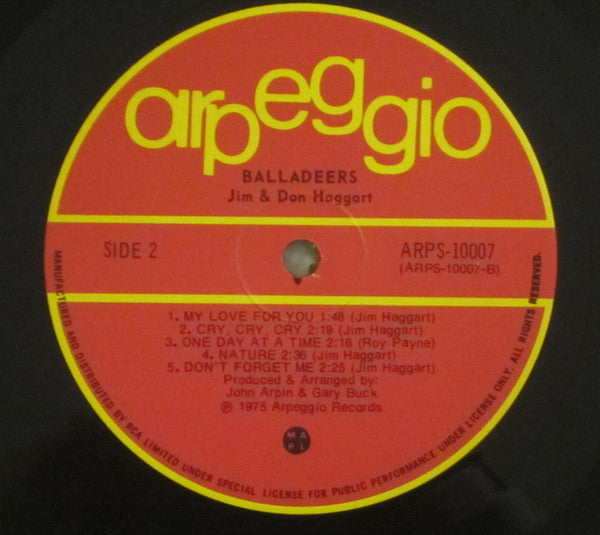 arpeggio
BALLADEERS
Jim & Don Haggart
SIDE 2
ARPS-10007
(ARPS-10007-B)
1. MY LOVE FOR YOU 1:48 (Jim Haggart)
2. CRY, CRY, CRY 2:19 (Jim Haggart)
3. ONE DAY AT A TIME 2:16 (Roy Payne)
4. NATURE 2:36 (Jim Haggart)
5. DON'T FORGET ME 2:25 (Jim Haggart)
Produced & Arranged by:
John Arpin & Gary Buck
℗ 1975 Arpeggio Records
M A
P L
MANUFACTURED AND DISTRIBUTED BY RCA LIMITED UNDER SPECIAL LICENSE FOR PUBLIC PERFORMANCE UNDER LICENSE ONLY. ALL RIGHTS RESERVED.